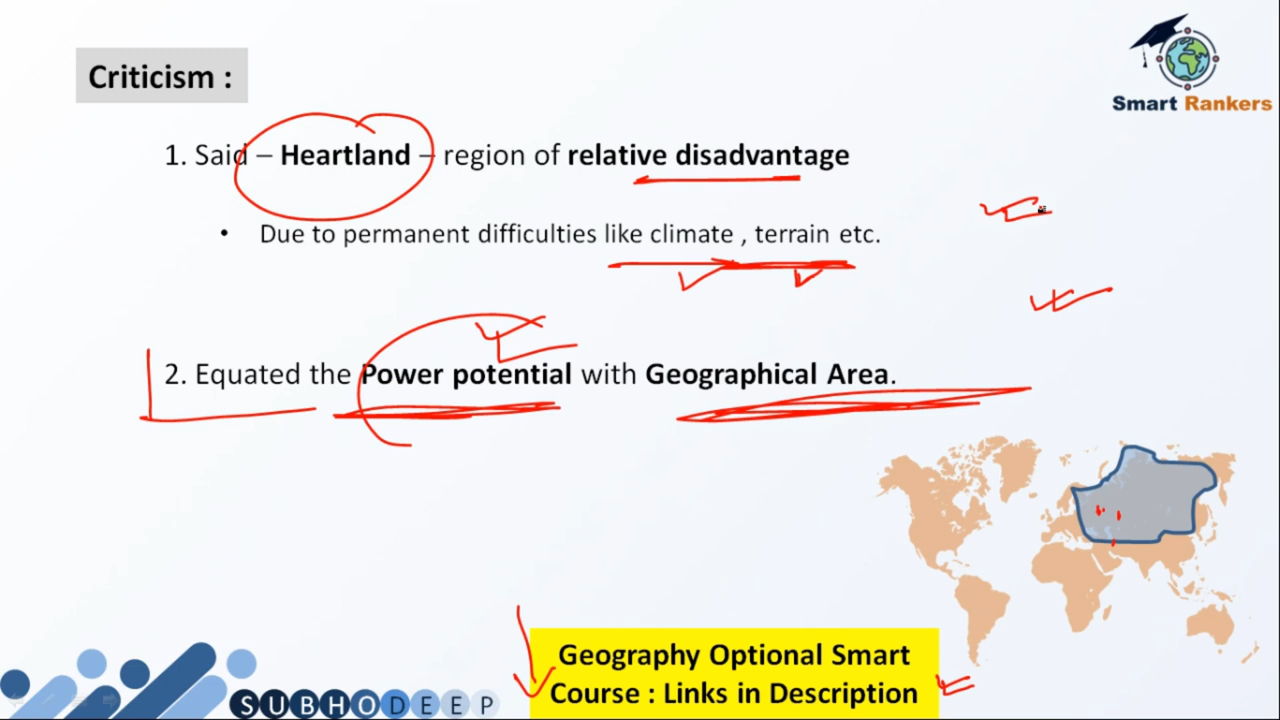 Criticism :
Smart Rankers
1. Said – Heartland – region of relative disadvantage
• Due to permanent difficulties like climate , terrain etc.
2. Equated the Power potential with Geographical Area.
Geography Optional Smart
Course : Links in Description
SUBHODEEP